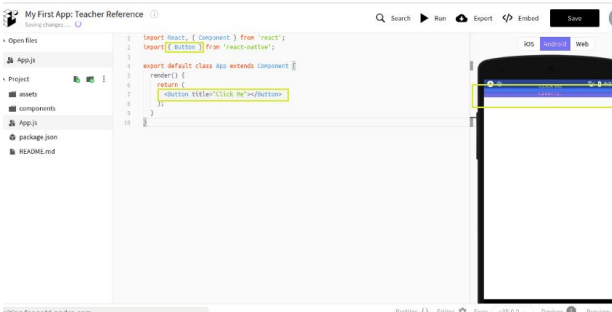 My First App: Teacher Reference
Saving changes...
Search
Run
Export
Embed
Save
Open files
App.js
Project
assets
components
App.js
package.json
README.md
1 import React, { Component } from 'react';
2 import { Button } from 'react-native';
3
4 export default class App extends Component {
5 render() {
6 return (
7 <Button title="Click Me"></Button>
8 );
9 }
10 }
iOS
Android
Web
Editor
Devices